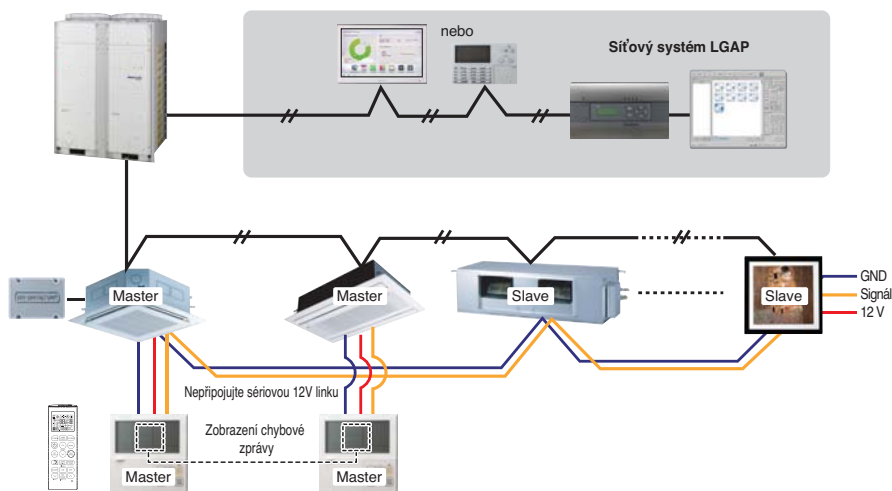 nebo
Síťový systém LGAP
Master
Master
Slave
Slave
GND
Signál
12 V
Nepřipojujte sériovou 12V linku
Zobrazení chybové
zprávy
Master
Master